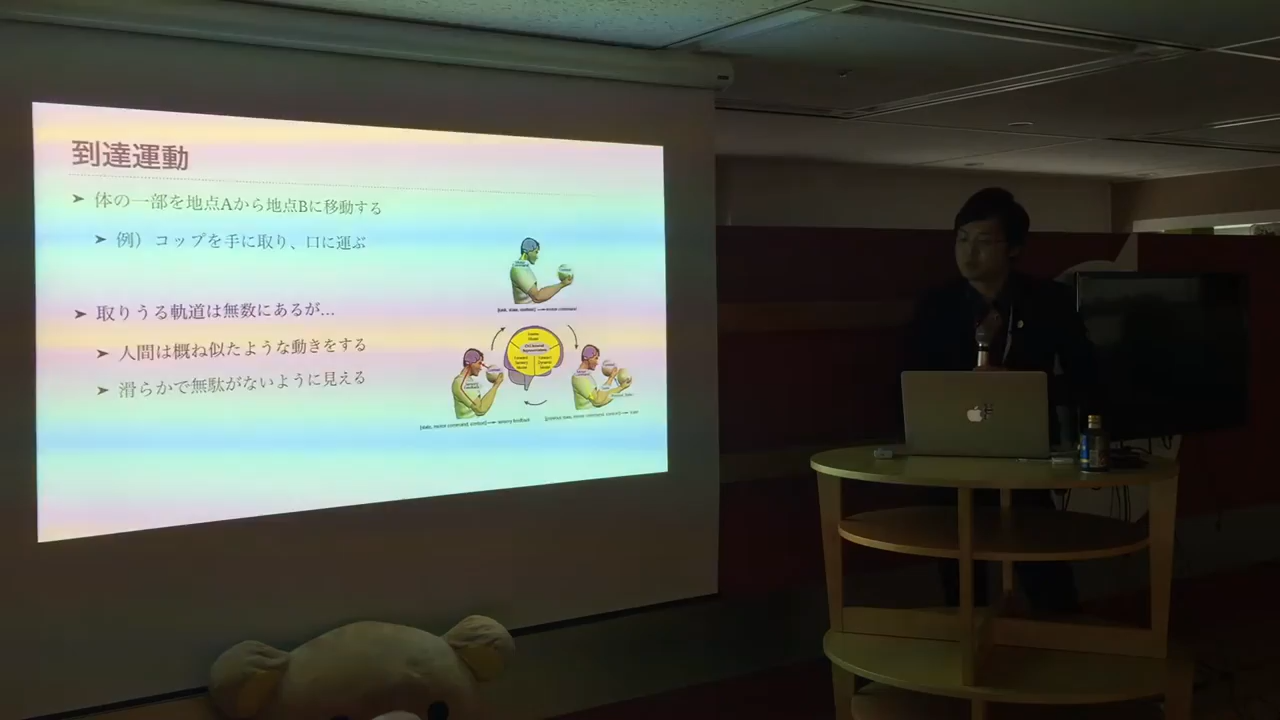 到達運動
➤ 体の一部を地点Aから地点Bに移動する
➤ 例）コップを手に取り、口に運ぶ
➤ 取りうる軌道は無数にあるが…
➤ 人間は概ね似たような動きをする
➤ 滑らかで無駄がないように見える